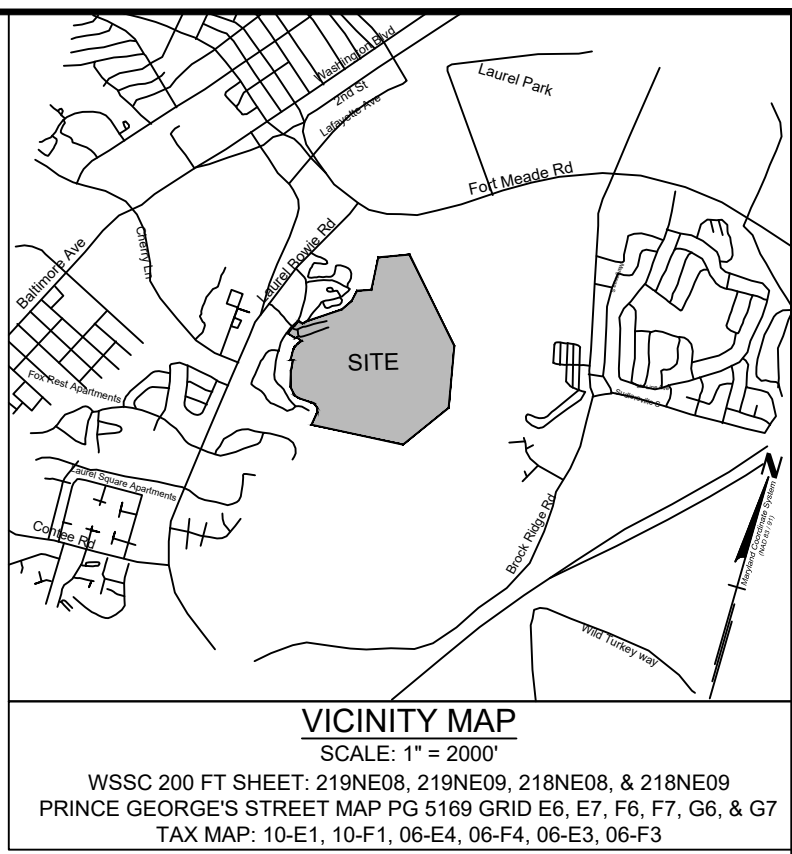 Washington Blvd
2nd St
Lafayette Ave
Laurel Park
Fort Meade Rd
Cherry Ln
Baltimore Ave
Laurel Bowie Rd
SITE
Fox Rest Apartments
Laurel Square Apartments
Contee Rd
Brock Ridge Rd
Wild Turkey way
N
Maryland Coordinate System
(NAD 83 / 91)
VICINITY MAP
SCALE: 1" = 2000'
WSSC 200 FT SHEET: 219NE08, 219NE09, 218NE08, & 218NE09
PRINCE GEORGE'S STREET MAP PG 5169 GRID E6, E7, F6, F7, G6, & G7
TAX MAP: 10-E1, 10-F1, 06-E4, 06-F4, 06-E3, 06-F3